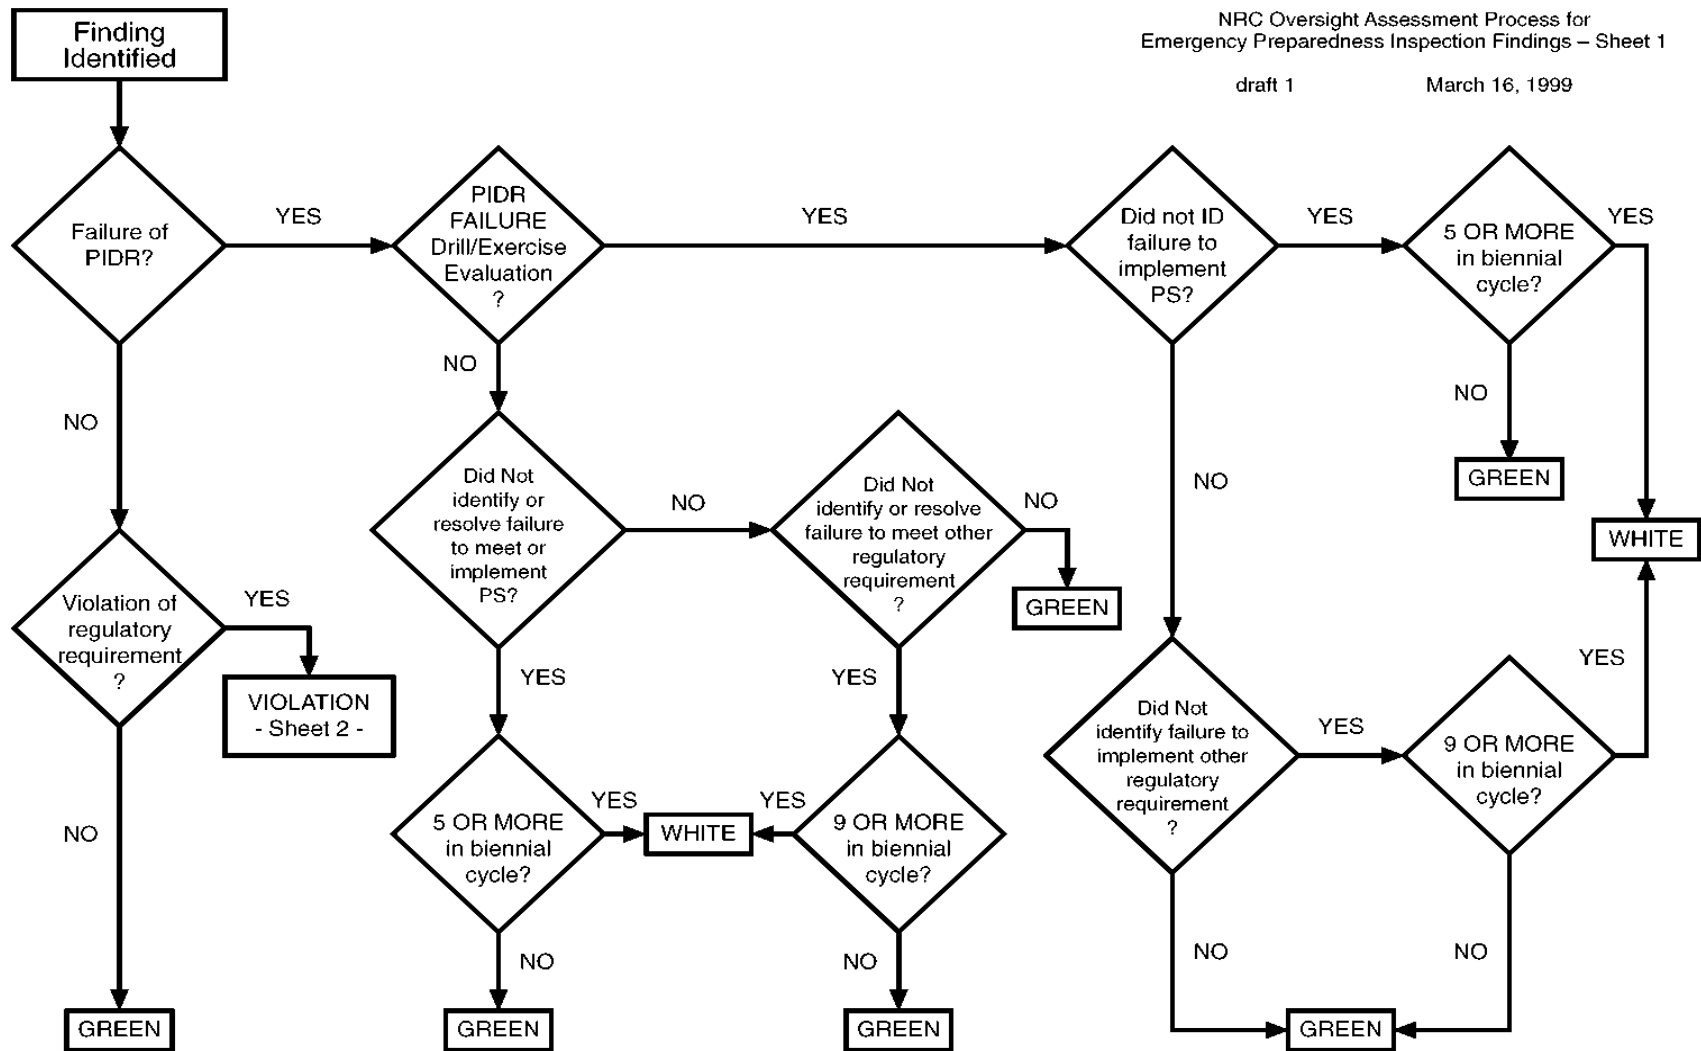 Finding
Identified
NRC Oversight Assessment Process for
Emergency Preparedness Inspection Findings – Sheet 1
draft 1
March 16, 1999
Failure of
PIDR?
YES
PIDR
FAILURE
Drill/Exercise
Evaluation
?
YES
Did not ID
failure to
implement
PS?
YES
5 OR MORE
in biennial
cycle?
YES
NO
NO
NO
GREEN
NO
WHITE
Did Not
identify or
resolve failure
to meet or
implement
PS?
NO
Did Not
identify or resolve
failure to meet other
regulatory
requirement
?
NO
GREEN
Violation of
regulatory
requirement
?
YES
VIOLATION
- Sheet 2 -
YES
YES
Did Not
identify failure to
implement other
regulatory
requirement
?
YES
9 OR MORE
in biennial
cycle?
YES
NO
5 OR MORE
in biennial
cycle?
YES
WHITE
YES
9 OR MORE
in biennial
cycle?
NO
NO
NO
NO
GREEN
GREEN
GREEN
GREEN